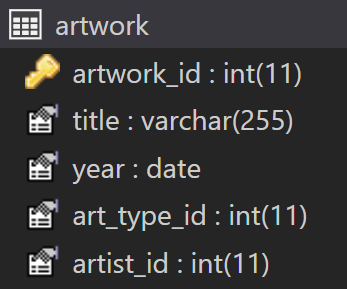 artwork
artwork_id : int(11)
title : varchar(255)
year : date
art_type_id : int(11)
artist_id : int(11)